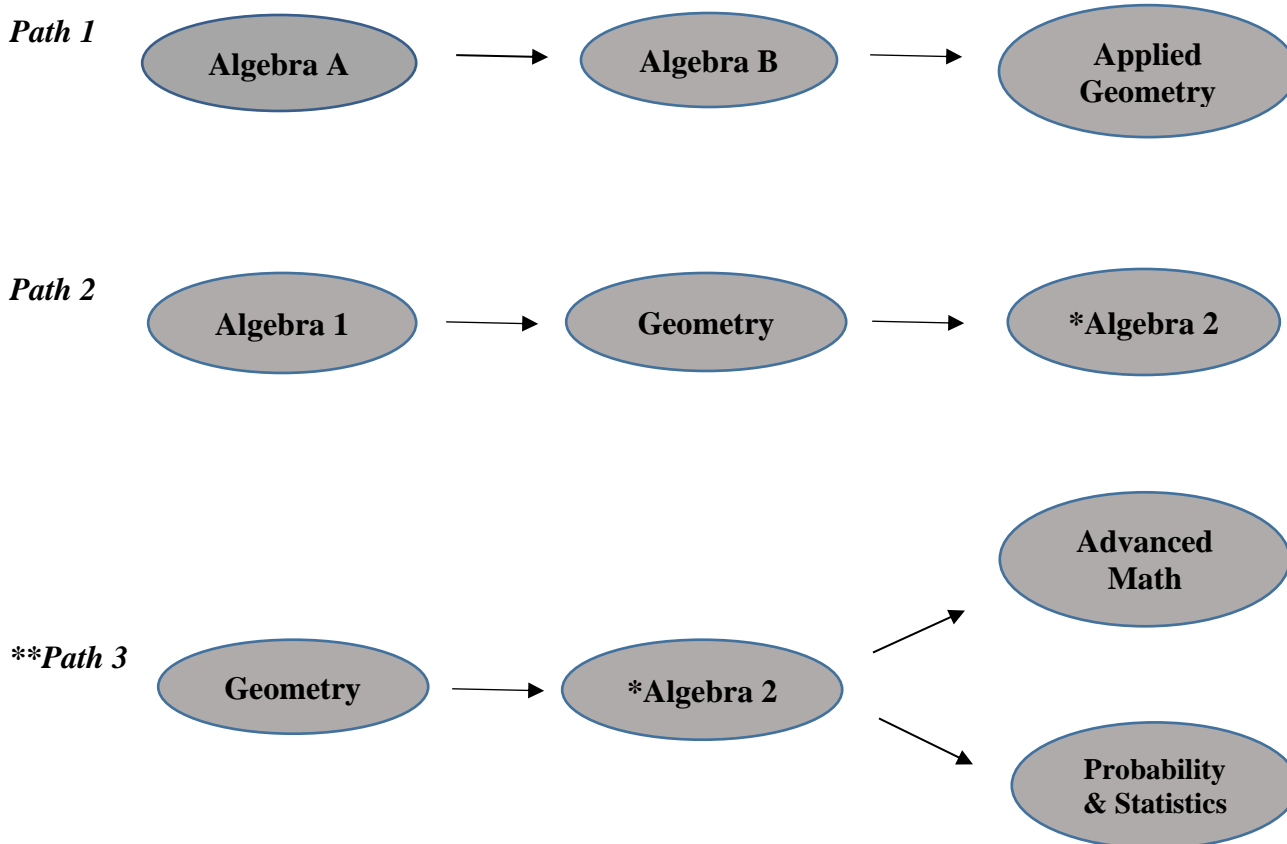 Path 1
Algebra A
Algebra B
Applied
Geometry
Path 2
Algebra 1
Geometry
*Algebra 2
**Path 3
Geometry
*Algebra 2
Advanced
Math
Probability
& Statistics